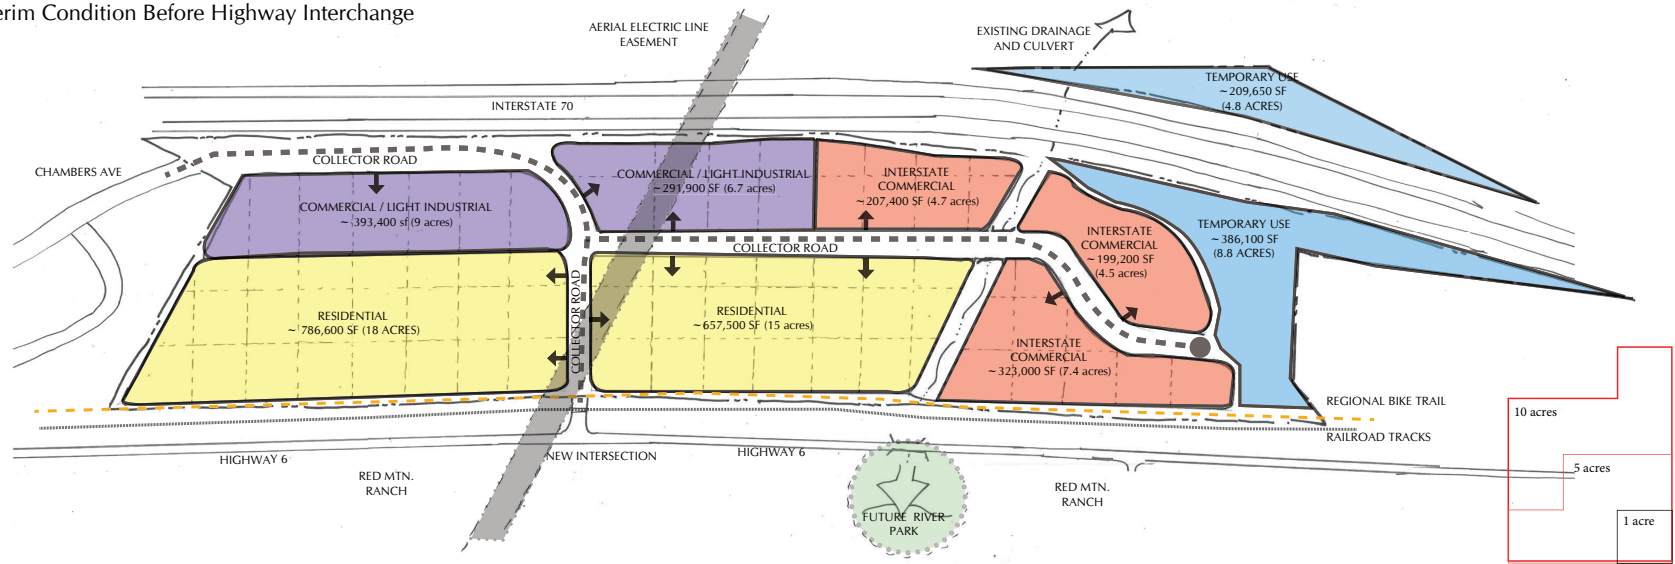 erim Condition Before Highway Interchange
AERIAL ELECTRIC LINE
EASEMENT
EXISTING DRAINAGE
AND CULVERT
TEMPORARY USE
~209,650 SF
(4.8 ACRES)
INTERSTATE 70
CHAMBERS AVE
COLLECTOR ROAD
COMMERCIAL / LIGHT INDUSTRIAL
~ 393,400 sf (9 acres)
COMMERCIAL / LIGHT INDUSTRIAL
~291,900 SF (6.7 acres)
INTERSTATE
COMMERCIAL
~207,400 SF (4.7 acres)
INTERSTATE
COMMERCIAL
~199,200 SF
(4.5 acres)
TEMPORARY USE
~386,100 SF
(8.8 ACRES)
COLLECTOR ROAD
COLLECTOR ROAD
RESIDENTIAL
~ 786,600 SF (18 ACRES)
RESIDENTIAL
~657,500 SF (15 acres)
INTERSTATE
COMMERCIAL
~323,000 SF (7.4 acres)
REGIONAL BIKE TRAIL
RAILROAD TRACKS
HIGHWAY 6
RED MTN.
RANCH
NEW INTERSECTION
HIGHWAY 6
RED MTN.
RANCH
FUTURE RIVER
PARK
10 acres
5 acres
1 acre